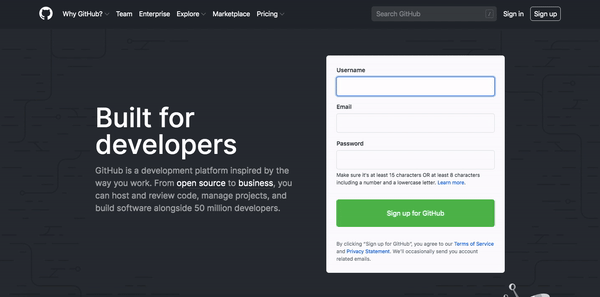 Why GitHub? Team Enterprise Explore Marketplace Pricing Search GitHub / Sign in Sign up
Built for
developers
GitHub is a development platform inspired by the
way you work. From open source to business, you
can host and review code, manage projects, and
build software alongside 50 million developers.
Username
Email
Password
Make sure it's at least 15 characters OR at least 8 characters
including a number and a lowercase letter. Learn more.
Sign up for GitHub
By clicking "Sign up for GitHub", you agree to our Terms of Service
and Privacy Statement. We'll occasionally send you account
related emails.